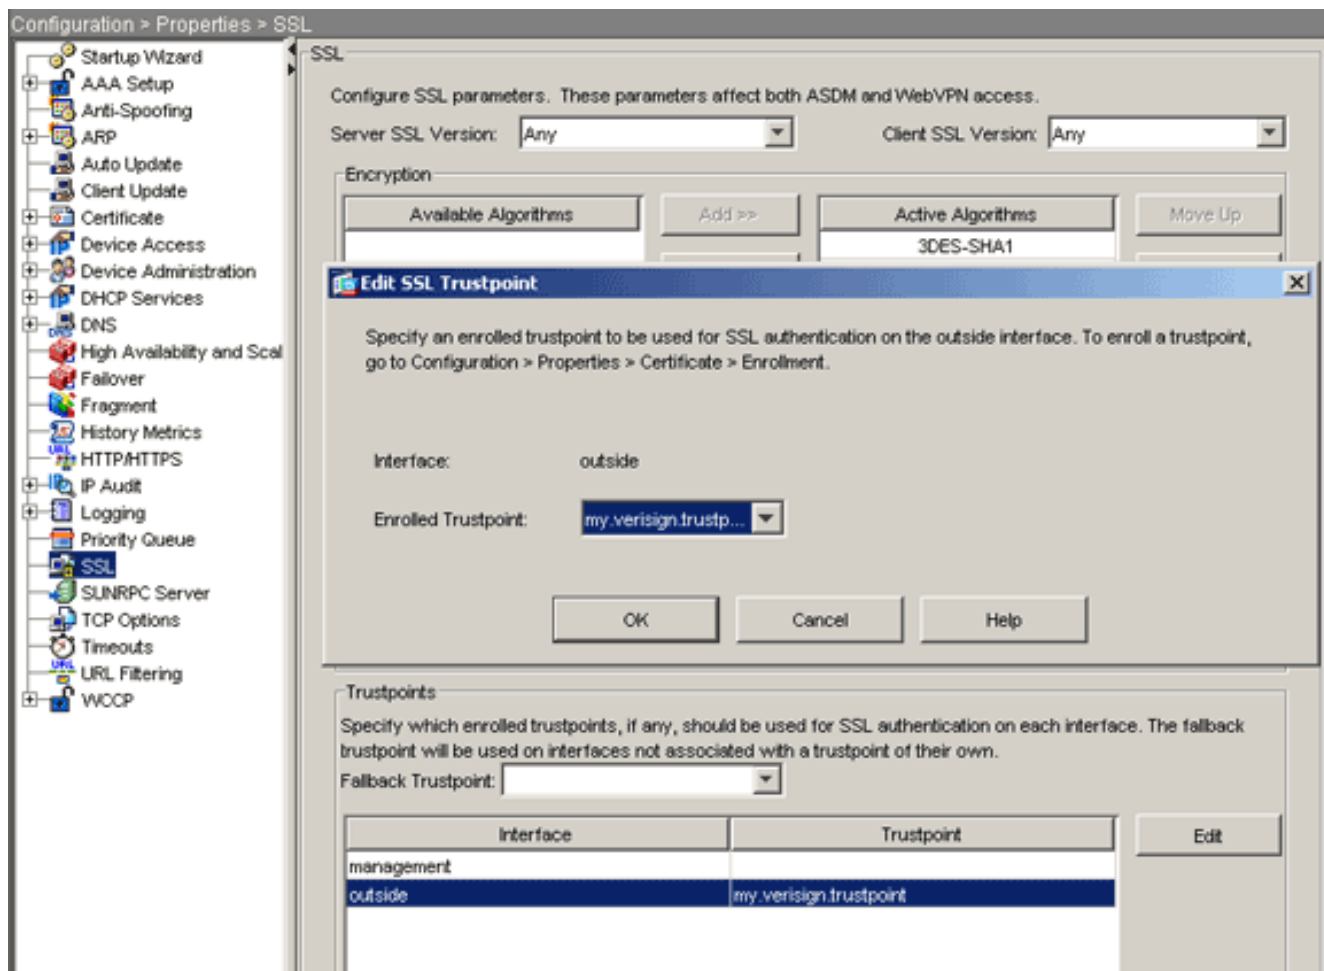 Configuration > Properties > SSL
Startup Wizard
AAA Setup
Anti-Spoofing
ARP
Auto Update
Client Update
Certificate
Device Access
Device Administration
DHCP Services
DNS
High Availability and Scal
Failover
Fragment
History Metrics
HTTP/HTTPS
IP Audit
Logging
Priority Queue
SSL
SUNRPC Server
TCP Options
Timeouts
URL Filtering
WCCP
SSL
Configure SSL parameters. These parameters affect both ASDM and WebVPN access.
Server SSL Version: Any Client SSL Version: Any
Encryption
Available Algorithms Add >> Active Algorithms Move Up
3DES-SHA1
Edit SSL Trustpoint
Specify an enrolled trustpoint to be used for SSL authentication on the outside interface. To enroll a trustpoint,
go to Configuration > Properties > Certificate > Enrollment.
Interface: outside
Enrolled Trustpoint: my.verisign.trustp...
OK Cancel Help
Trustpoints
Specify which enrolled trustpoints, if any, should be used for SSL authentication on each interface. The fallback
trustpoint will be used on interfaces not associated with a trustpoint of their own.
Fallback Trustpoint:
Interface Trustpoint Edit
management
outside my.verisign.trustpoint